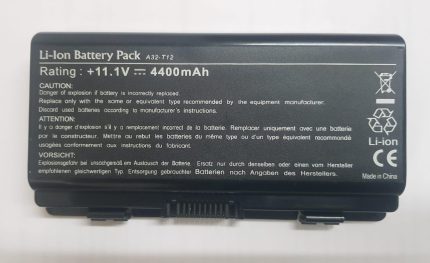 Li-Ion Battery Pack A32-T12
Rating : +11.1V ⎓ 4400mAh
CAUTION:
Danger of explosion if battery is incorrectly replaced.
Replace only with the same or equivalent type recommended by the equipment manufacturer.
Discard used batteries according to manufacturer's instructions.
ATTENTION:
Il y a danger d'explosion s'il y a remplacement incorrect de la batterie. Remplacer uniquement avec une batterie
par le constructeur. Mettre au rebut les batteries du même type ou d'un type équivalent recommandé
usagées conformément aux instructions du fabricant.
VORSICHT:
Explosionsgefahr bei unsachgemäß em Austausch der Batterie. Ersatz nur durch denselben oder einen vom Hersteller
empfohlenen gleichwertigen Typ. Entsorgung gebrauchter Batterien nach Angaben des Herstellers.
Li-ion
CE
Made in China